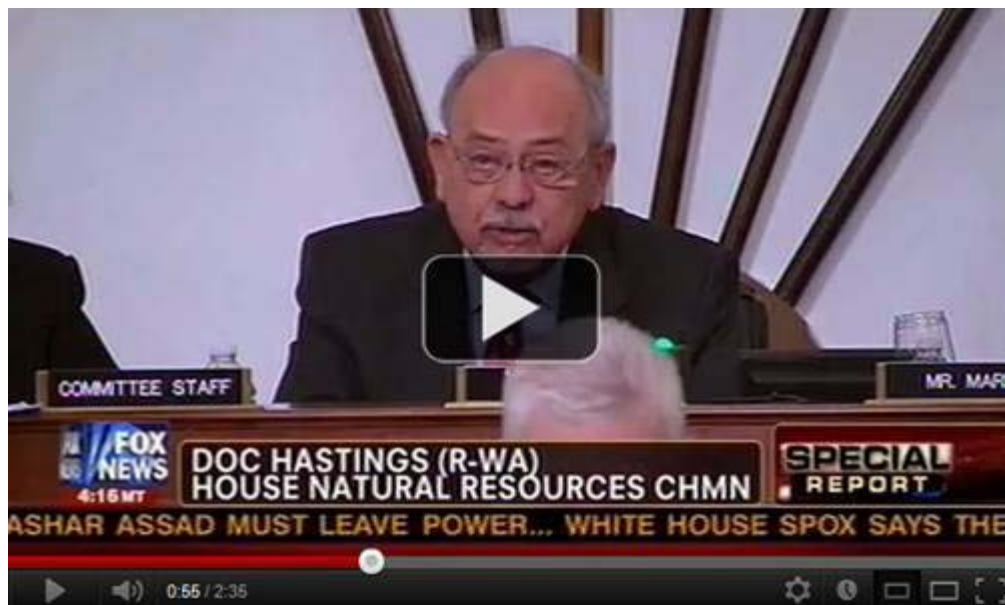 COMMITTEE STAFF
MR. MAR
FOX
NEWS
4:16 MT
DOC HASTINGS (R-WA)
HOUSE NATURAL RESOURCES CHMN
SPECIAL
REPORT
ASHAR ASSAD MUST LEAVE POWER... WHITE HOUSE SPOX SAYS THE
0:55 / 2:35